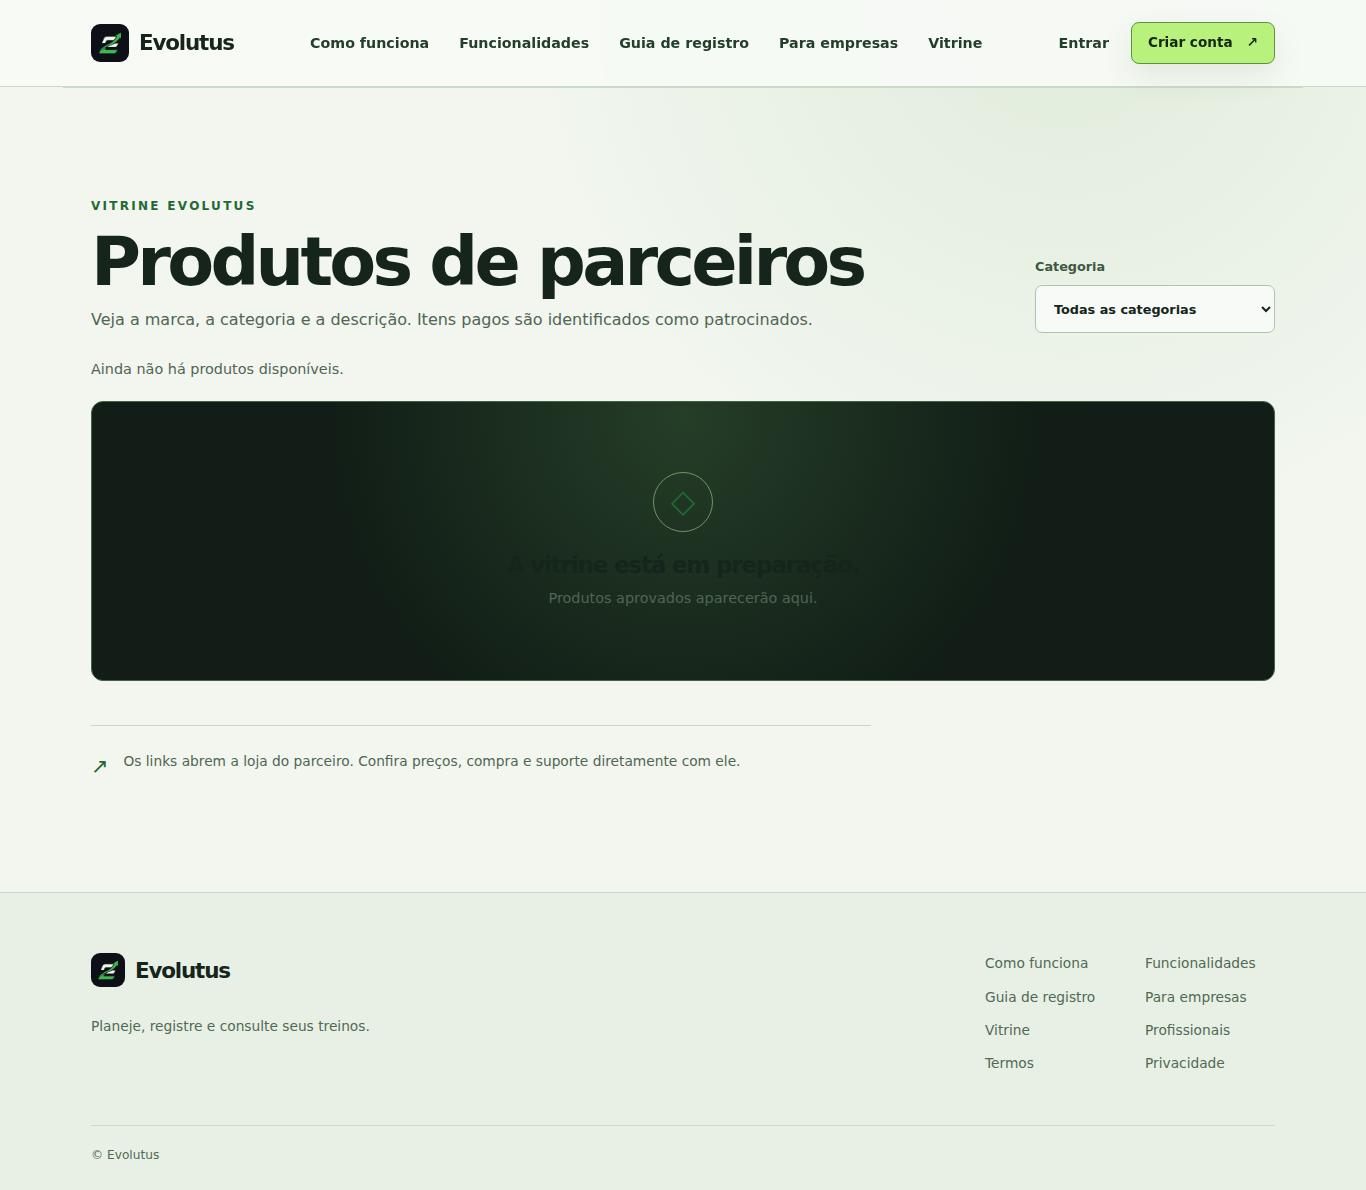 Evolutus
Como funciona
Funcionalidades
Guia de registro
Para empresas
Vitrine
Entrar
Criar conta ↗
VITRINE EVOLUTUS
Produtos de parceiros
Veja a marca, a categoria e a descrição. Itens pagos são identificados como patrocinados.
Categoria
Todas as categorias
Ainda não há produtos disponíveis.
A vitrine está em preparação.
Produtos aprovados aparecerão aqui.
↗ Os links abrem a loja do parceiro. Confira preços, compra e suporte diretamente com ele.
Evolutus
Planeje, registre e consulte seus treinos.
Como funciona
Funcionalidades
Guia de registro
Para empresas
Vitrine
Profissionais
Termos
Privacidade
© Evolutus